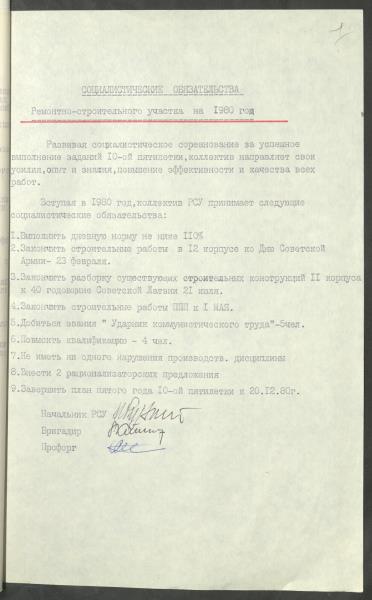 СОЦИАЛИСТИЧЕСКИЕ ОБЯЗАТЕЛЬСТВА
Ремонтно-строительного участка на 1980 год
Развивая социалистическое соревнование за успешное
выполнение заданий 10-ой пятилетки,коллектив направляет свои
усилия,опыт и знания,повышение эффективности и качества всех
работ.
Вступая в 1980 год,коллектив РСУ принимает следующие
социалистические обязательства:
1.Выполнить дневную норму не ниже 110%
2.Закончить строительные работы в 12 корпусе ко Дню Советской
Армии- 23 февраля.
3.Закончить разборку существующих строительных конструкций II корпуса
к 40 годовщине Советской Латвии 21 июля.
4.Закончить строительные работы ППП к I МАЯ.
5.Добиться звания " Ударник коммунистического труда"-5чел.
6.Повысить квалификацию - 4 чел.
7.Не иметь ни одного нарушения производств. дисциплины
8.Внести 2 рационализаторских предложения
9.Завершить план пятого года 10-ой пятилетки к 20.12.80г.
Начальник РСУ
Бригадир
Профорг